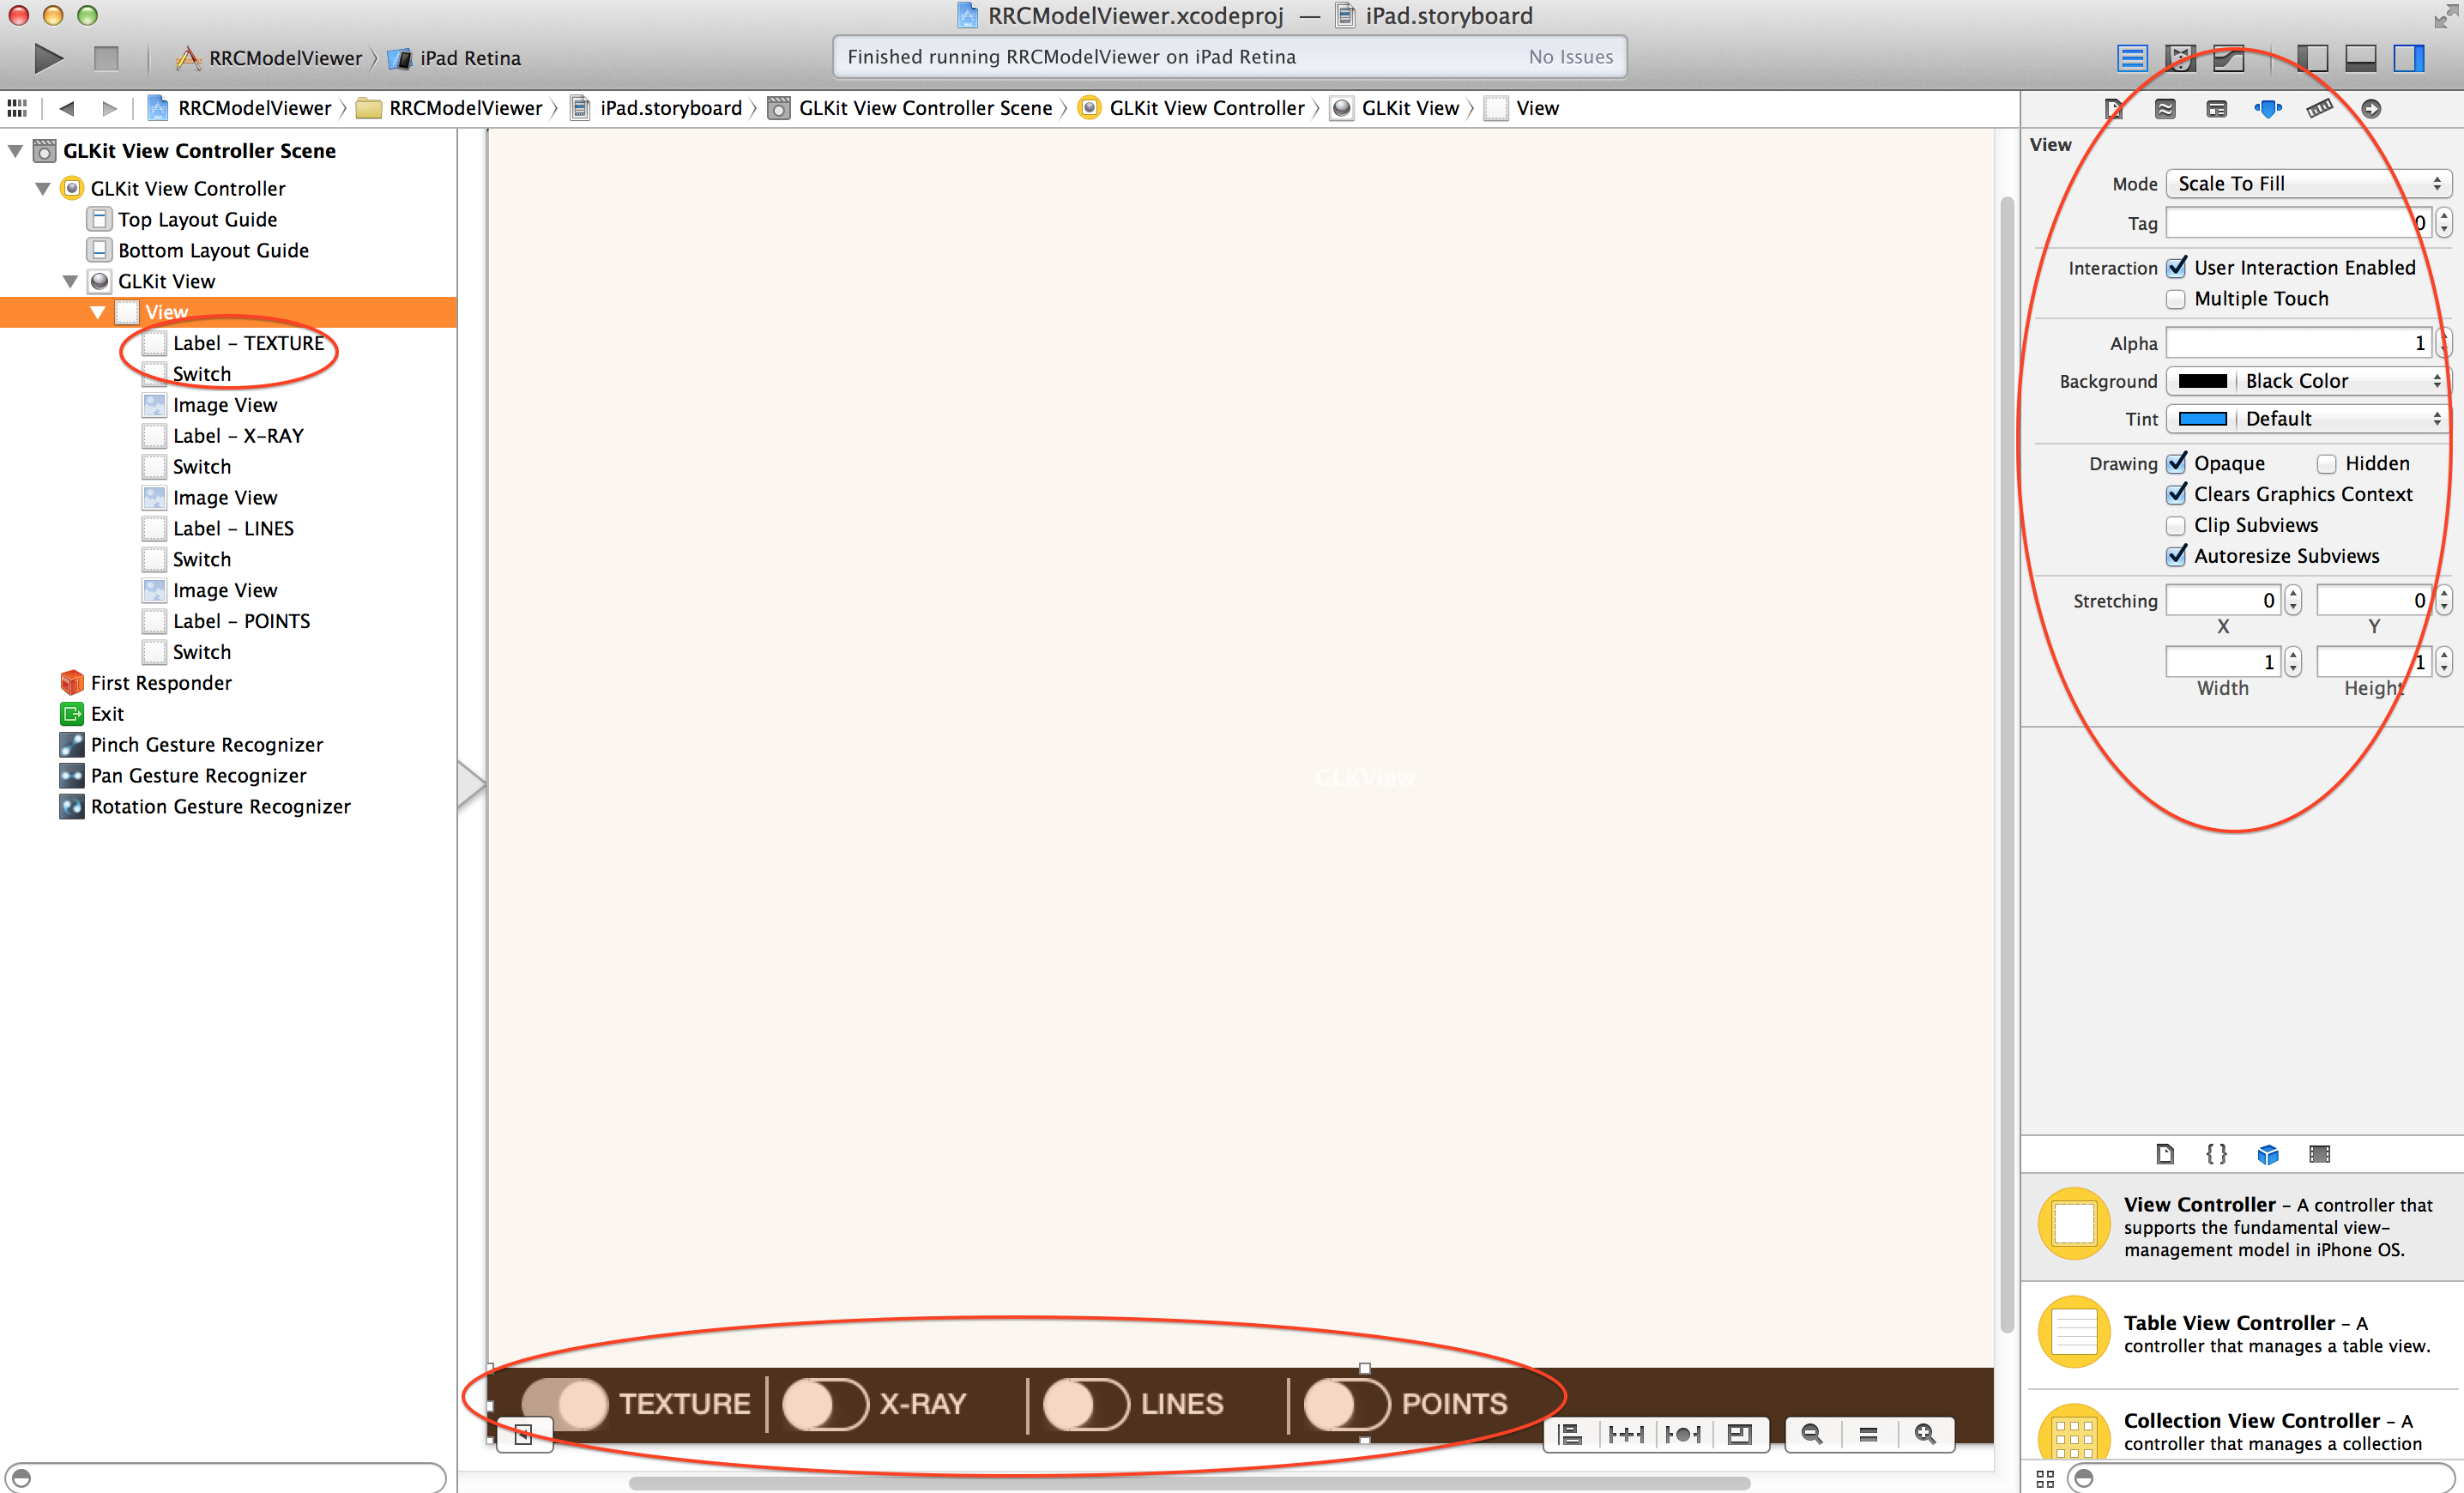 RRCModelViewer.xcodeproj — iPad.storyboard
RRCModelViewer iPad Retina
Finished running RRCModelViewer on iPad Retina No Issues
RRCModelViewer RRCModelViewer iPad.storyboard GLKit View Controller Scene GLKit View Controller GLKit View View
GLKit View Controller Scene
GLKit View Controller
Top Layout Guide
Bottom Layout Guide
GLKit View
View
Label – TEXTURE
Switch
Image View
Label – X-RAY
Switch
Image View
Label – LINES
Switch
Image View
Label – POINTS
Switch
First Responder
Exit
Pinch Gesture Recognizer
Pan Gesture Recognizer
Rotation Gesture Recognizer
GLKView
TEXTURE X-RAY LINES POINTS
View
Mode Scale To Fill
Tag 0
Interaction User Interaction Enabled
Multiple Touch
Alpha 1
Background Black Color
Tint Default
Drawing Opaque Hidden
Clears Graphics Context
Clip Subviews
Autoresize Subviews
Stretching 0 0
X Y
1 1
Width Height
{ }
View Controller – A controller that
supports the fundamental view-
management model in iPhone OS.
Table View Controller – A
controller that manages a table view.
Collection View Controller – A
controller that manages a collection